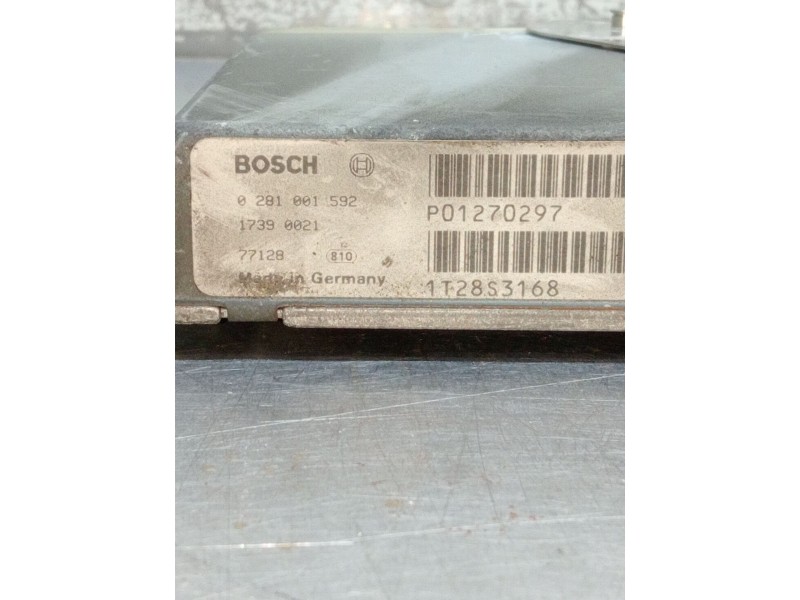 BOSCH
0 281 001 592
1739 0021
77128 810
Made in Germany
P01270297
1T28S3168